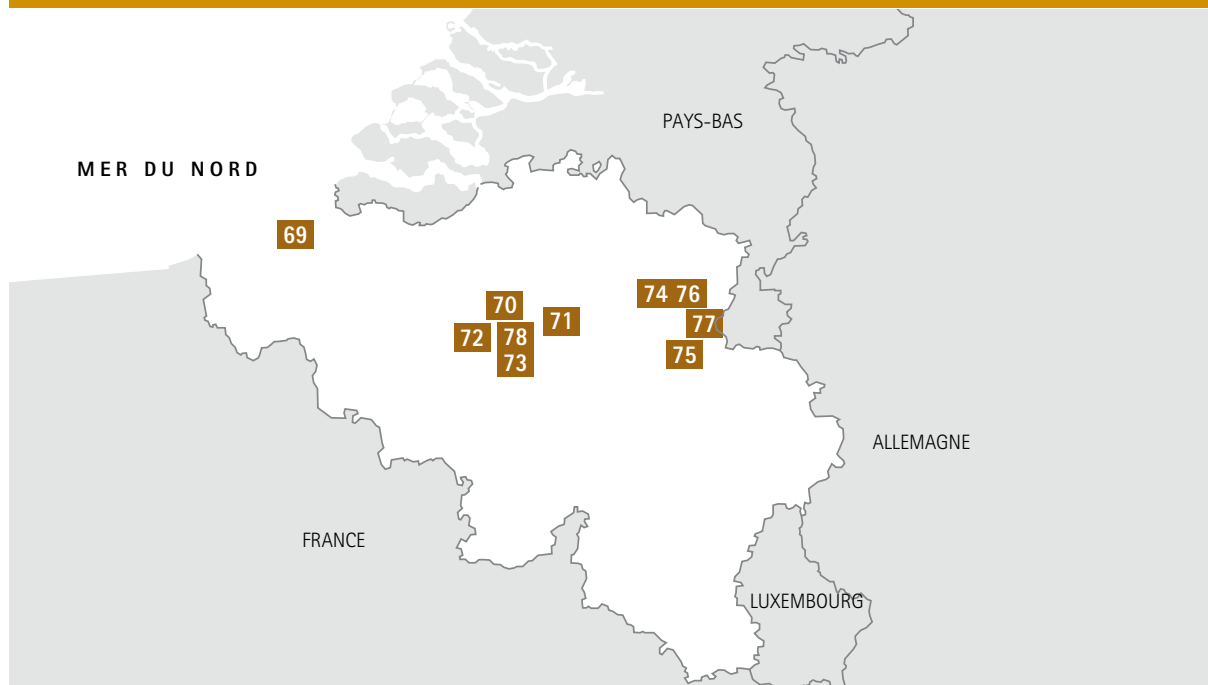 PAYS-BAS
MER DU NORD
69
74 76
70
71
77
72
78
75
73
ALLEMAGNE
FRANCE
LUXEMBOURG